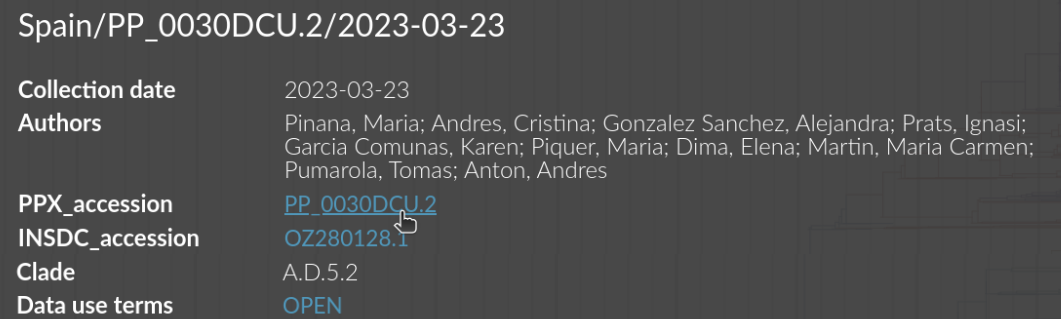 Spain/PP_0030DCU.2/2023-03-23
Collection date 2023-03-23
Authors Pinana, Maria; Andres, Cristina; Gonzalez Sanchez, Alejandra; Prats, Ignasi;
Garcia Comunas, Karen; Piquer, Maria; Dima, Elena; Martin, Maria Carmen;
Pumarola, Tomas; Anton, Andres
PPX_accession PP_0030DCU.2
INSDC_accession OZ280128.1
Clade A.D.5.2
Data use terms OPEN